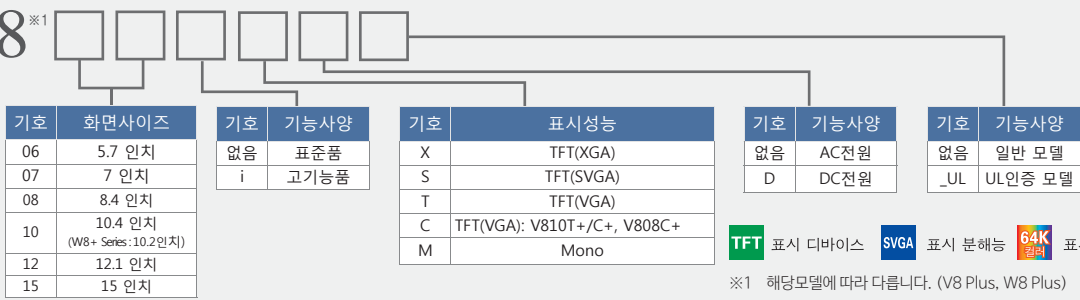 8 ※1
기호 화면사이즈
06 5.7 인치
07 7 인치
08 8.4 인치
10 10.4 인치
(W8+ Series : 10.2인치)
12 12.1 인치
15 15 인치
기호 기능사양
없음 표준품
i 고기능품
기호 표시성능
X TFT(XGA)
S TFT(SVGA)
T TFT(VGA)
C TFT(VGA): V810T+/C+, V808C+
M Mono
기호 기능사양
없음 AC전원
D DC전원
기호 기능사양
없음 일반 모델
_UL UL인증 모델
TFT 표시 디바이스 SVGA 표시 분해능 64K 컬러
※1 해당모델에 따라 다릅니다. (V8 Plus, W8 Plus)